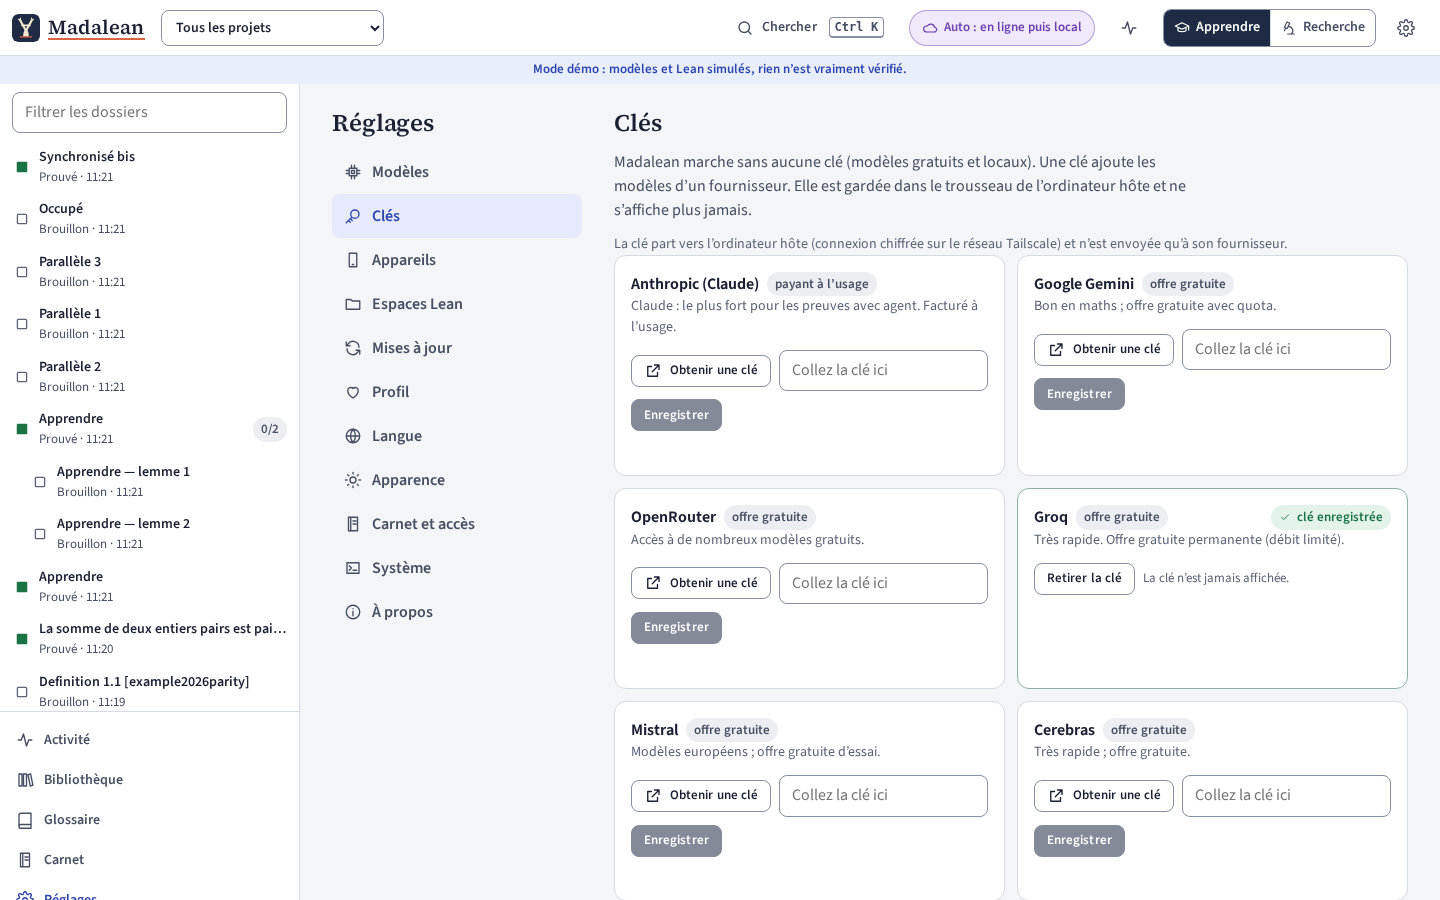 Madalean
Tous les projets
Chercher
Ctrl K
Auto : en ligne puis local
Apprendre
Recherche
Mode démo : modèles et Lean simulés, rien n’est vraiment vérifié.
Filtrer les dossiers
Synchronisé bis
Prouvé · 11:21
Occupé
Brouillon · 11:21
Parallèle 3
Brouillon · 11:21
Parallèle 1
Brouillon · 11:21
Parallèle 2
Brouillon · 11:21
Apprendre
Prouvé · 11:21
0/2
Apprendre — lemme 1
Brouillon · 11:21
Apprendre — lemme 2
Brouillon · 11:21
Apprendre
Prouvé · 11:21
La somme de deux entiers pairs est pai…
Prouvé · 11:20
Definition 1.1 [example2026parity]
Brouillon · 11:19
Activité
Bibliothèque
Glossaire
Carnet
Réglages
Réglages
Modèles
Clés
Appareils
Espaces Lean
Mises à jour
Profil
Langue
Apparence
Carnet et accès
Système
À propos
Clés
Madalean marche sans aucune clé (modèles gratuits et locaux). Une clé ajoute les
modèles d’un fournisseur. Elle est gardée dans le trousseau de l’ordinateur hôte et ne
s’affiche plus jamais.
La clé part vers l’ordinateur hôte (connexion chiffrée sur le réseau Tailscale) et n’est envoyée qu’à son fournisseur.
Anthropic (Claude)
payant à l’usage
Claude : le plus fort pour les preuves avec agent. Facturé à
l’usage.
Obtenir une clé
Collez la clé ici
Enregistrer
Google Gemini
offre gratuite
Bon en maths ; offre gratuite avec quota.
Obtenir une clé
Collez la clé ici
Enregistrer
OpenRouter
offre gratuite
Accès à de nombreux modèles gratuits.
Obtenir une clé
Collez la clé ici
Enregistrer
Groq
offre gratuite
clé enregistrée
Très rapide. Offre gratuite permanente (débit limité).
Retirer la clé
La clé n’est jamais affichée.
Mistral
offre gratuite
Modèles européens ; offre gratuite d’essai.
Obtenir une clé
Collez la clé ici
Enregistrer
Cerebras
offre gratuite
Très rapide ; offre gratuite.
Obtenir une clé
Collez la clé ici
Enregistrer